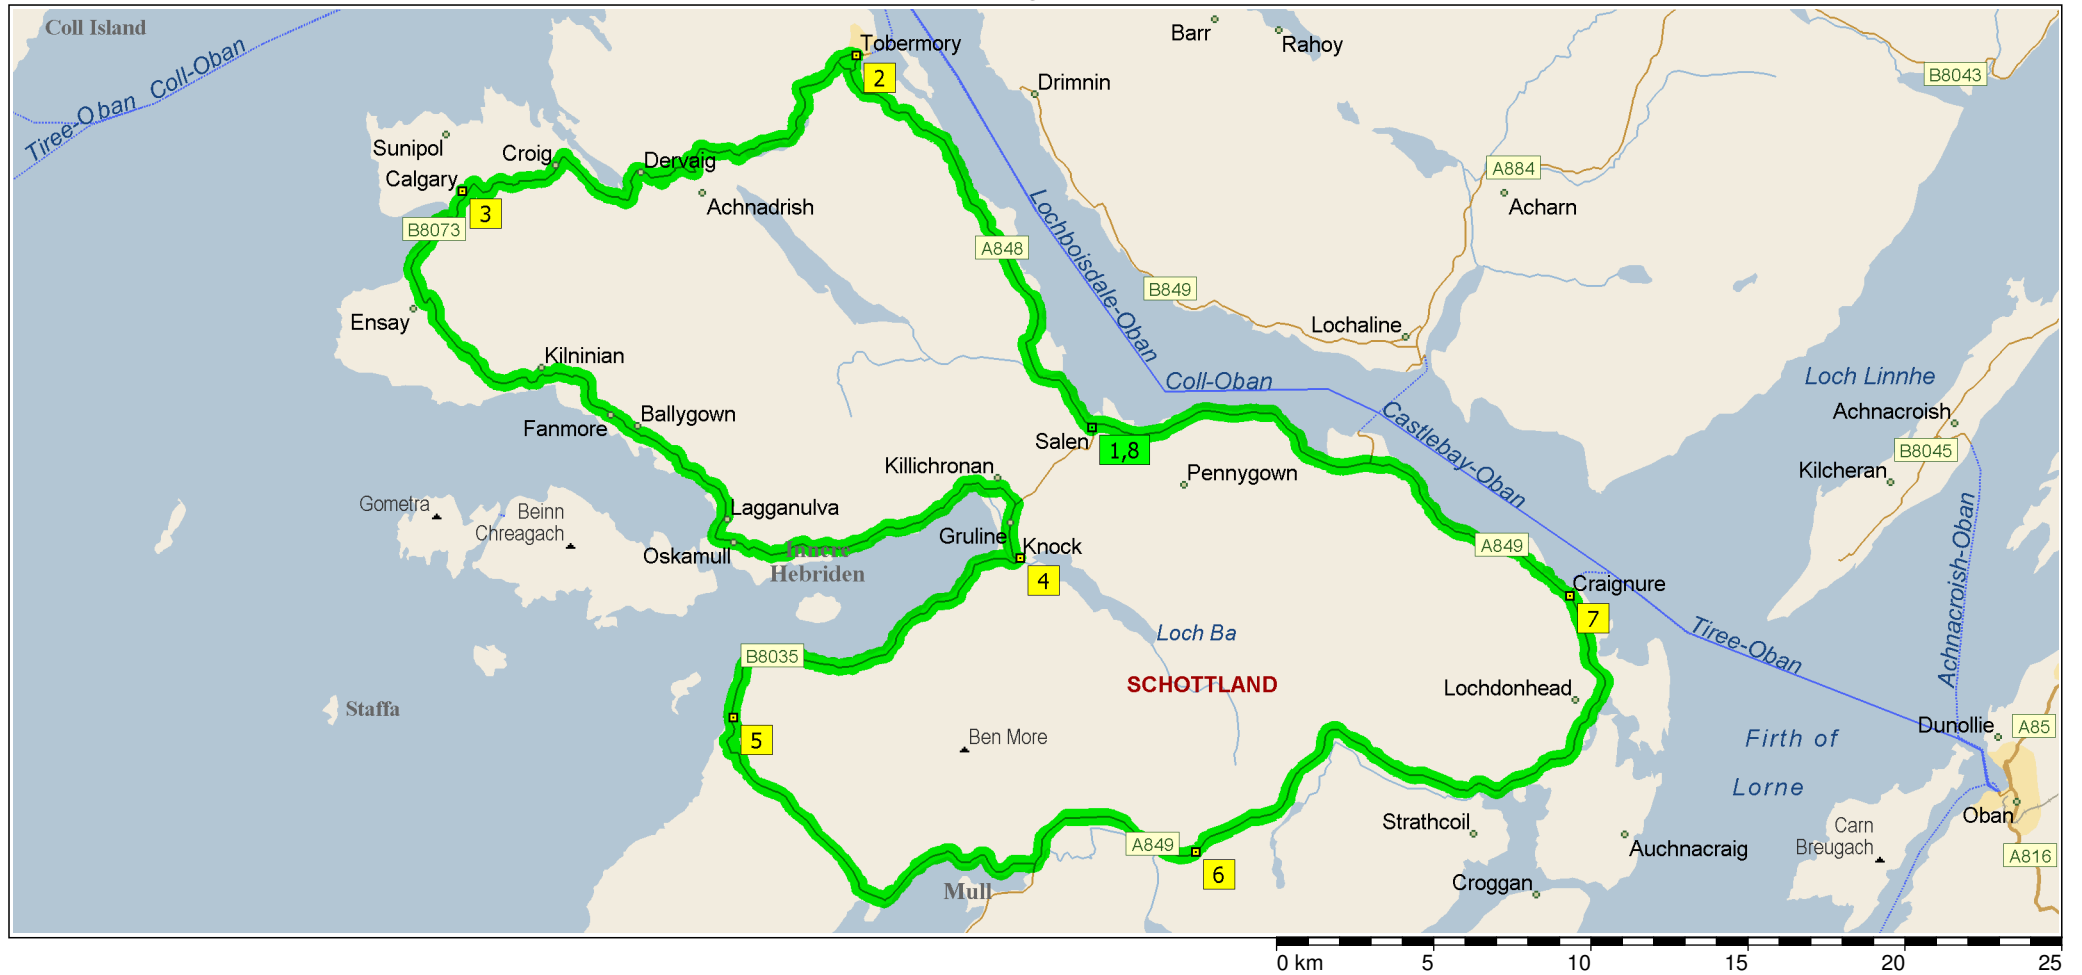 Coll Island
Tiree-Oban Coll-Oban
Tobermory
2
Barr
Rahoy
Drimnin
B8043
Sunipol
Croig
Dervaig
Calgary
3
B8073
Achnadrish
A884
Acharn
A848
Lochboisdale-Oban
B849
Ensay
Lochaline
Kilninian
Coll-Oban
Loch Linnhe
Ballygown
Fanmore
Castlebay-Oban
Achnacroish
B8045
Salen
1,8
Killichronan
Pennygown
Kilcheran
Gometra
Beinn
Chreagach
Lagganulva
Gruline
Knock
A849
Oskamull
Innere
Hebriden
4
Craignure
7
Achnacroish-Oban
Loch Ba
Tiree-Oban
B8035
SCHOTTLAND
Lochdonhead
Staffa
Dunollie
A85
5
Ben More
Firth of
Lorne
Oban
Strathcoil
Carn
Breugach
A849
Auchnacraig
A816
6
Croggan
Mull
0 km 5 10 15 20 25